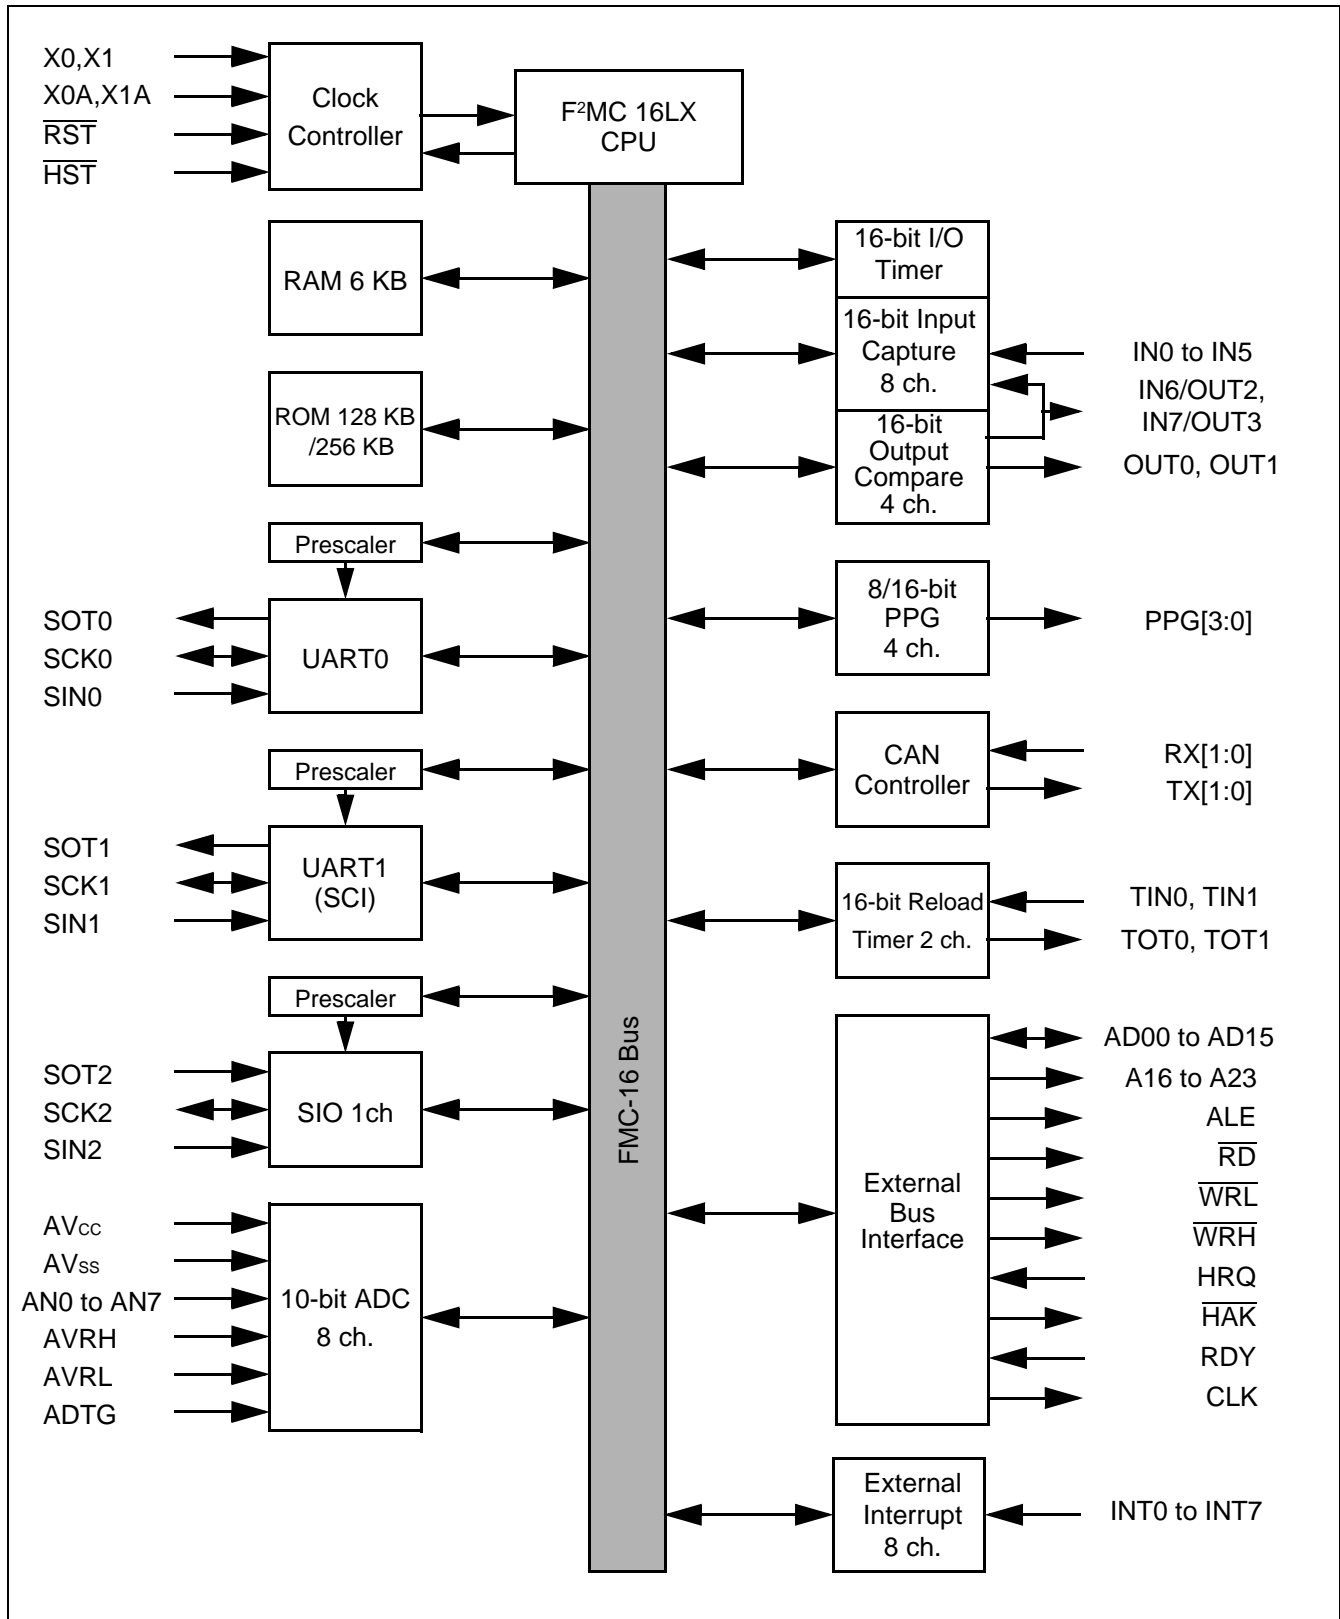 X0,X1
X0A,X1A
RST
HST
Clock
Controller
F²MC 16LX
CPU
RAM 6 KB
ROM 128 KB
/256 KB
Prescaler
SOT0
SCK0
SIN0
UART0
Prescaler
SOT1
SCK1
SIN1
UART1
(SCI)
Prescaler
SOT2
SCK2
SIN2
SIO 1ch
AVCC
AVSS
AN0 to AN7
AVRH
AVRL
ADTG
10-bit ADC
8 ch.
FMC-16 Bus
16-bit I/O
Timer
16-bit Input
Capture
8 ch.
16-bit
Output
Compare
4 ch.
IN0 to IN5
IN6/OUT2,
IN7/OUT3
OUT0, OUT1
8/16-bit
PPG
4 ch.
PPG[3:0]
CAN
Controller
RX[1:0]
TX[1:0]
16-bit Reload
Timer 2 ch.
TIN0, TIN1
TOT0, TOT1
External
Bus
Interface
AD00 to AD15
A16 to A23
ALE
RD
WRL
WRH
HRQ
HAK
RDY
CLK
External
Interrupt
8 ch.
INT0 to INT7